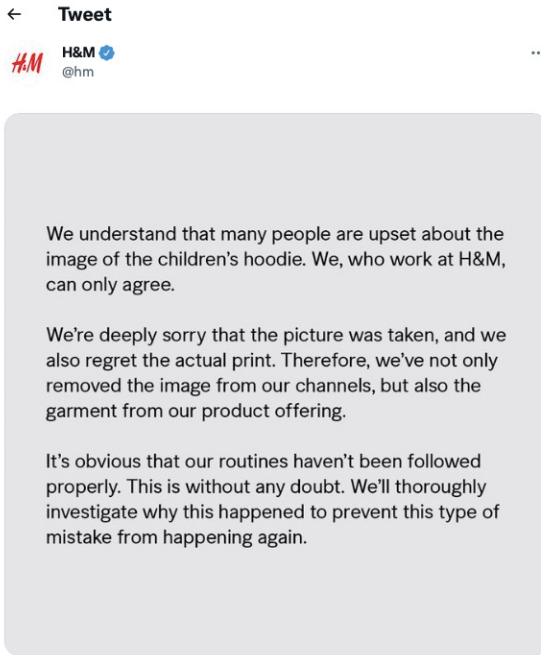 ← Tweet
H&M
H&M
@hm
We understand that many people are upset about the
image of the children’s hoodie. We, who work at H&M,
can only agree.
We’re deeply sorry that the picture was taken, and we
also regret the actual print. Therefore, we’ve not only
removed the image from our channels, but also the
garment from our product offering.
It’s obvious that our routines haven’t been followed
properly. This is without any doubt. We’ll thoroughly
investigate why this happened to prevent this type of
mistake from happening again.